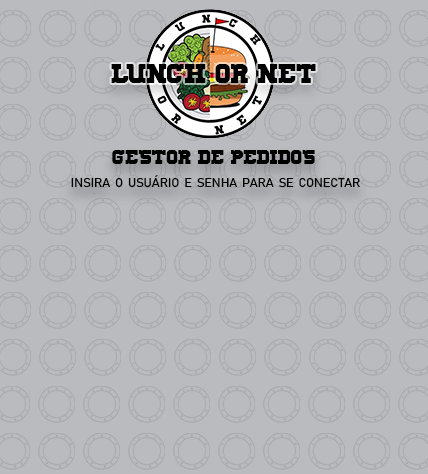 LUNCH
LUNCH OR NET
OR NET
GESTOR DE PEDIDOS
INSIRA O USUÁRIO E SENHA PARA SE CONECTAR